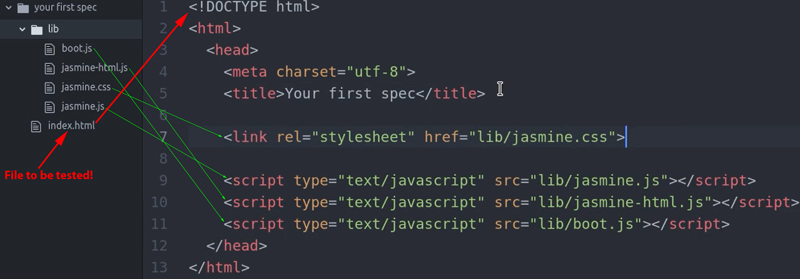 your first spec
lib
boot.js
jasmine-html.js
jasmine.css
jasmine.js
index.html
File to be tested!
1 <!DOCTYPE html>
2 <html>
3 <head>
4 <meta charset="utf-8">
5 <title>Your first spec</title>
6
7 <link rel="stylesheet" href="lib/jasmine.css">
8
9 <script type="text/javascript" src="lib/jasmine.js"></script>
10 <script type="text/javascript" src="lib/jasmine-html.js"></script>
11 <script type="text/javascript" src="lib/boot.js"></script>
12 </head>
13 </html>